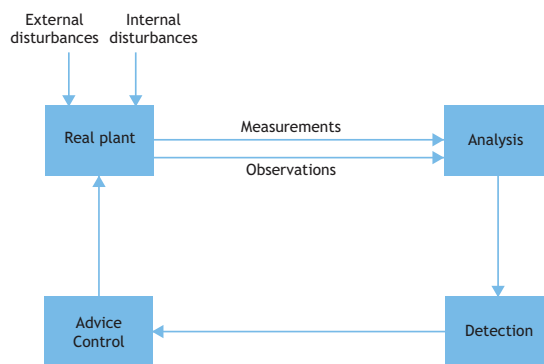 External
disturbances
Internal
disturbances
Real plant
Measurements
Observations
Analysis
Advice
Control
Detection